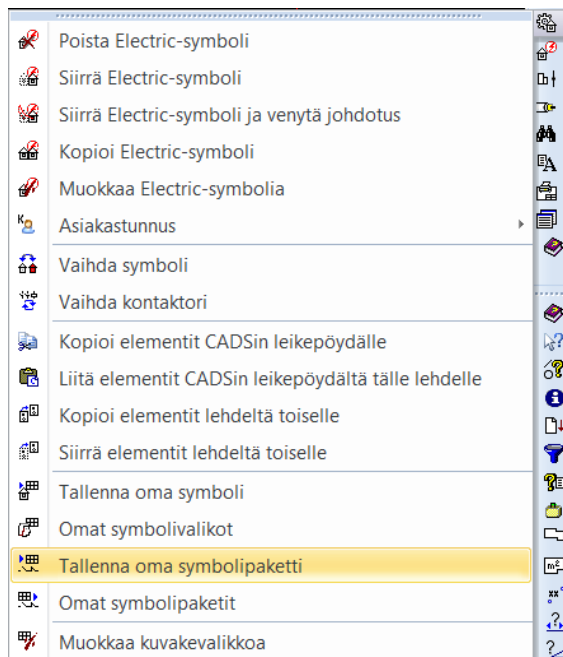 Poista Electric-symboli
Siirrä Electric-symboli
Siirrä Electric-symboli ja venytä johdotus
Kopioi Electric-symboli
Muokkaa Electric-symbolia
Asiakastunnus
Vaihda symboli
Vaihda kontaktori
Kopioi elementit CADSin leikepöydälle
Liitä elementit CADSin leikepöydältä tälle lehdelle
Kopioi elementit lehdeltä toiselle
Siirrä elementit lehdeltä toiselle
Tallenna oma symboli
Omat symbolivalikot
Tallenna oma symbolipaketti
Omat symbolipaketit
Muokkaa kuvakevalikkoa